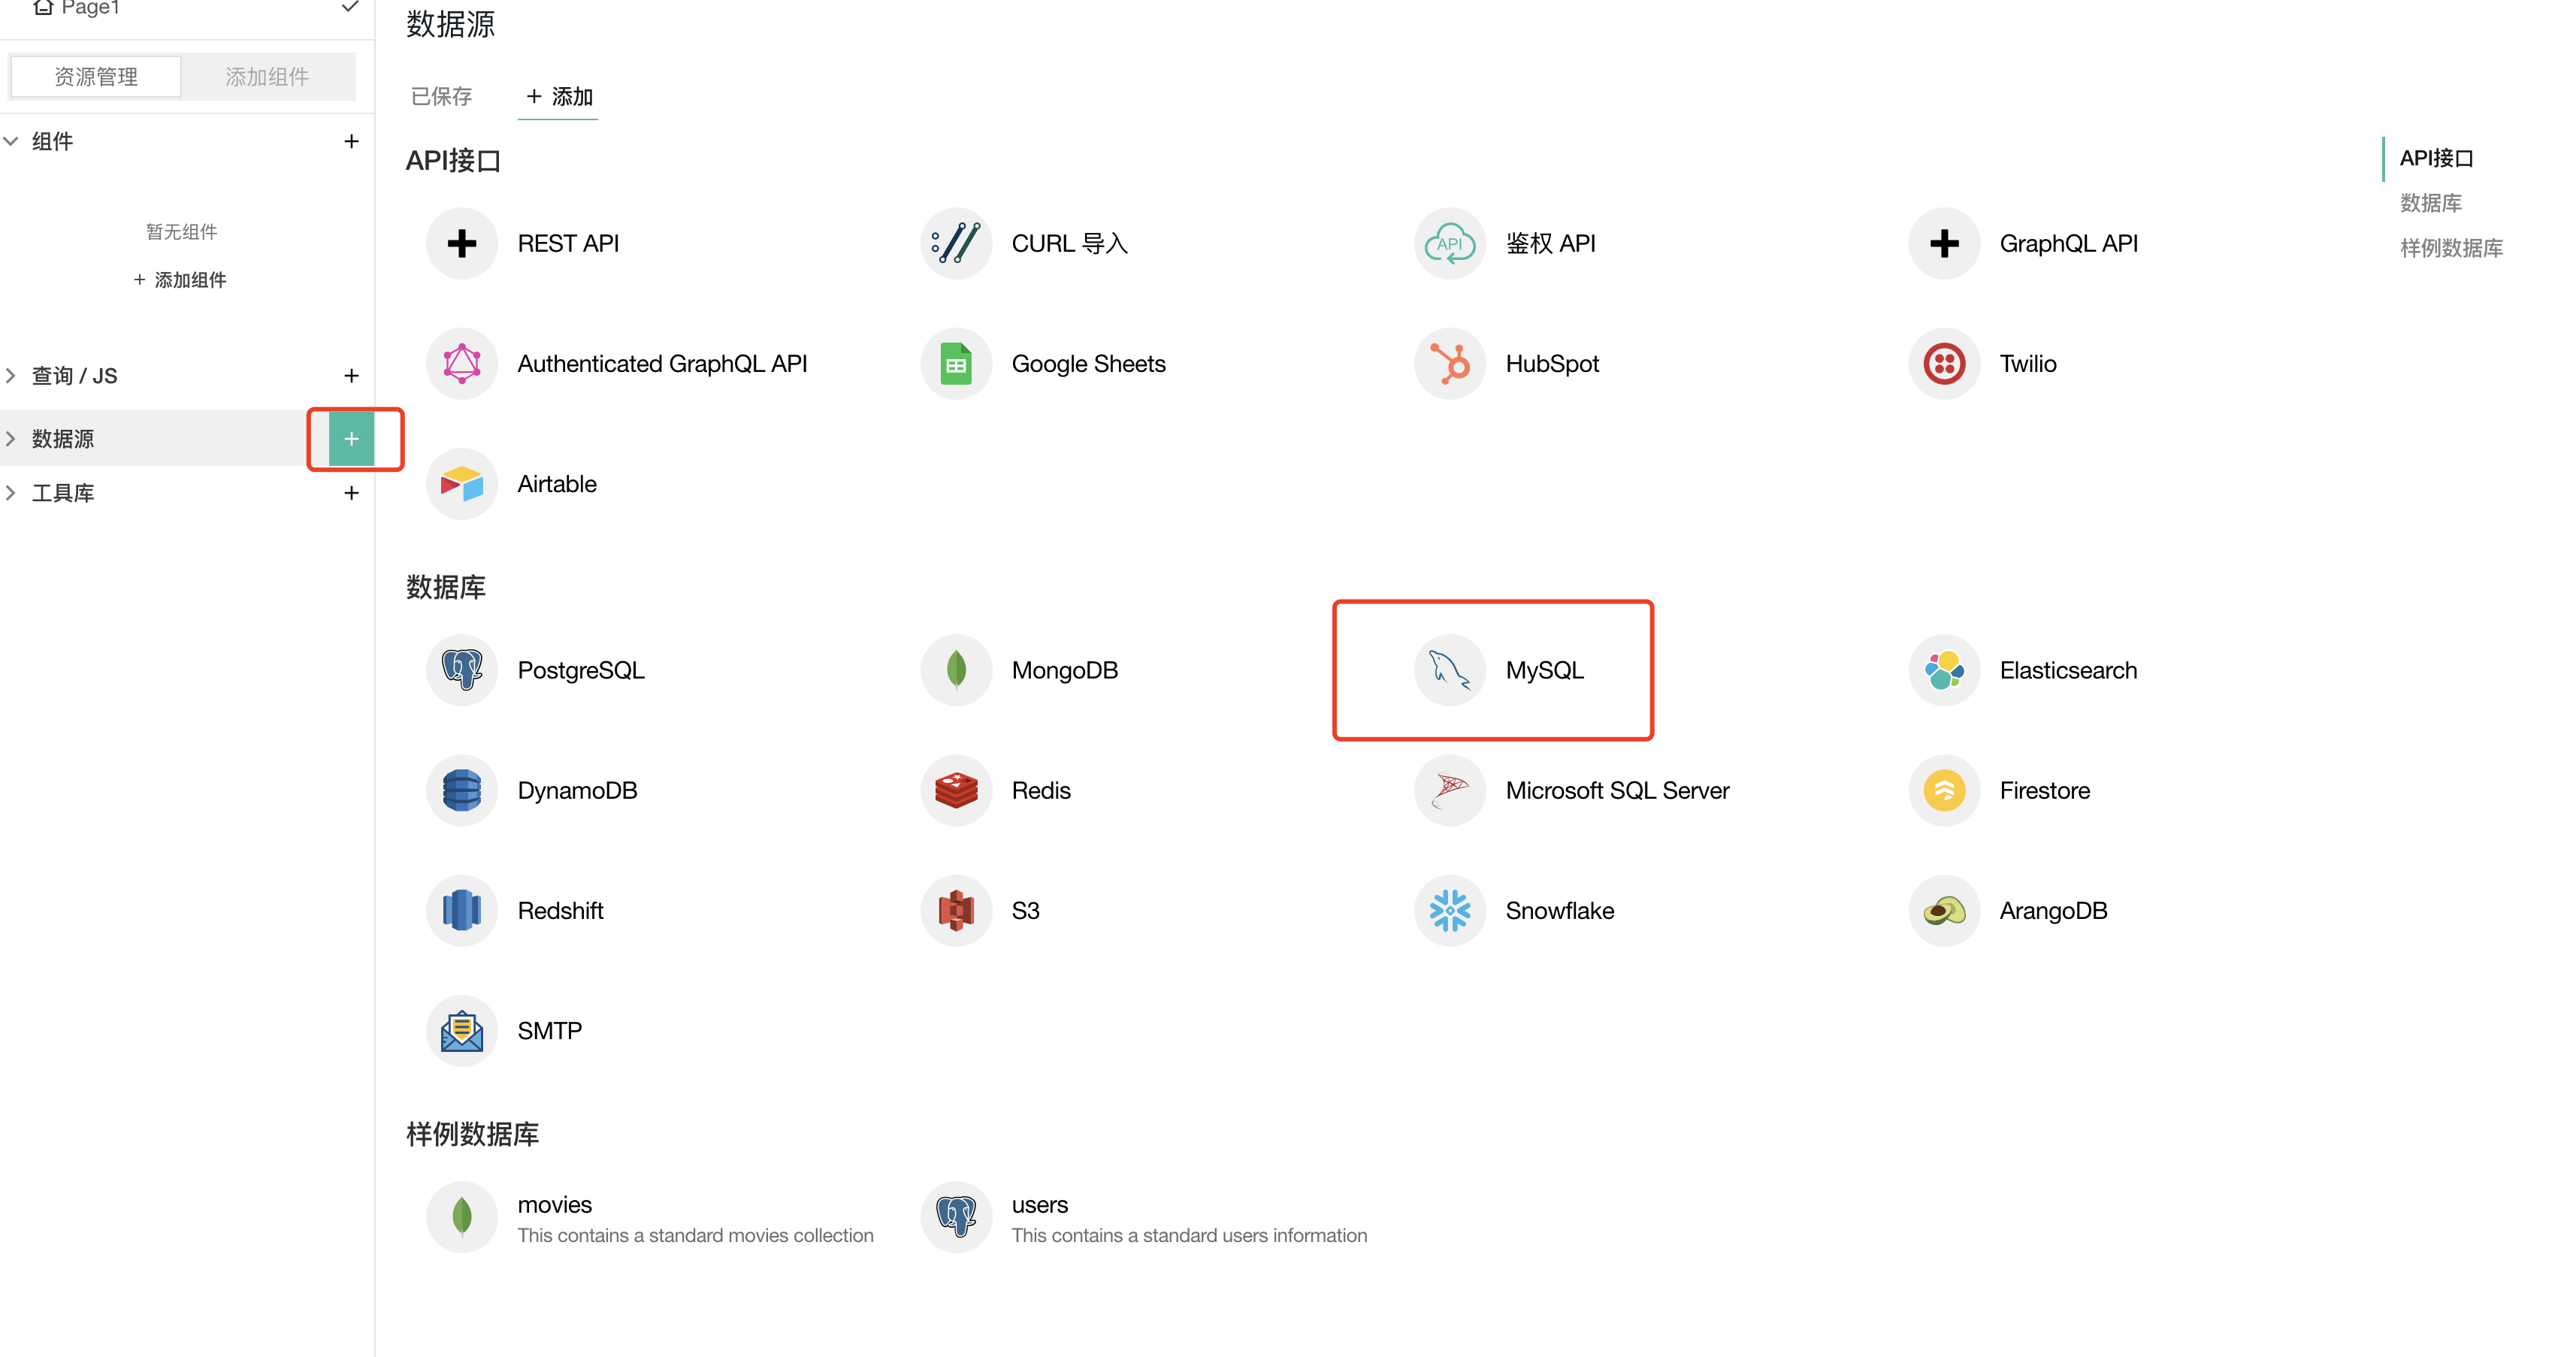 Page1
资源管理
添加组件
组件
暂无组件
+ 添加组件
查询 / JS
数据源
工具库
数据源
已保存
+ 添加
API接口
REST API
CURL 导入
API
鉴权 API
GraphQL API
Authenticated GraphQL API
Google Sheets
HubSpot
Twilio
Airtable
数据库
PostgreSQL
MongoDB
MySQL
Elasticsearch
DynamoDB
Redis
Microsoft SQL Server
Firestore
Redshift
S3
Snowflake
ArangoDB
SMTP
样例数据库
movies
This contains a standard movies collection
users
This contains a standard users information
API接口
数据库
样例数据库